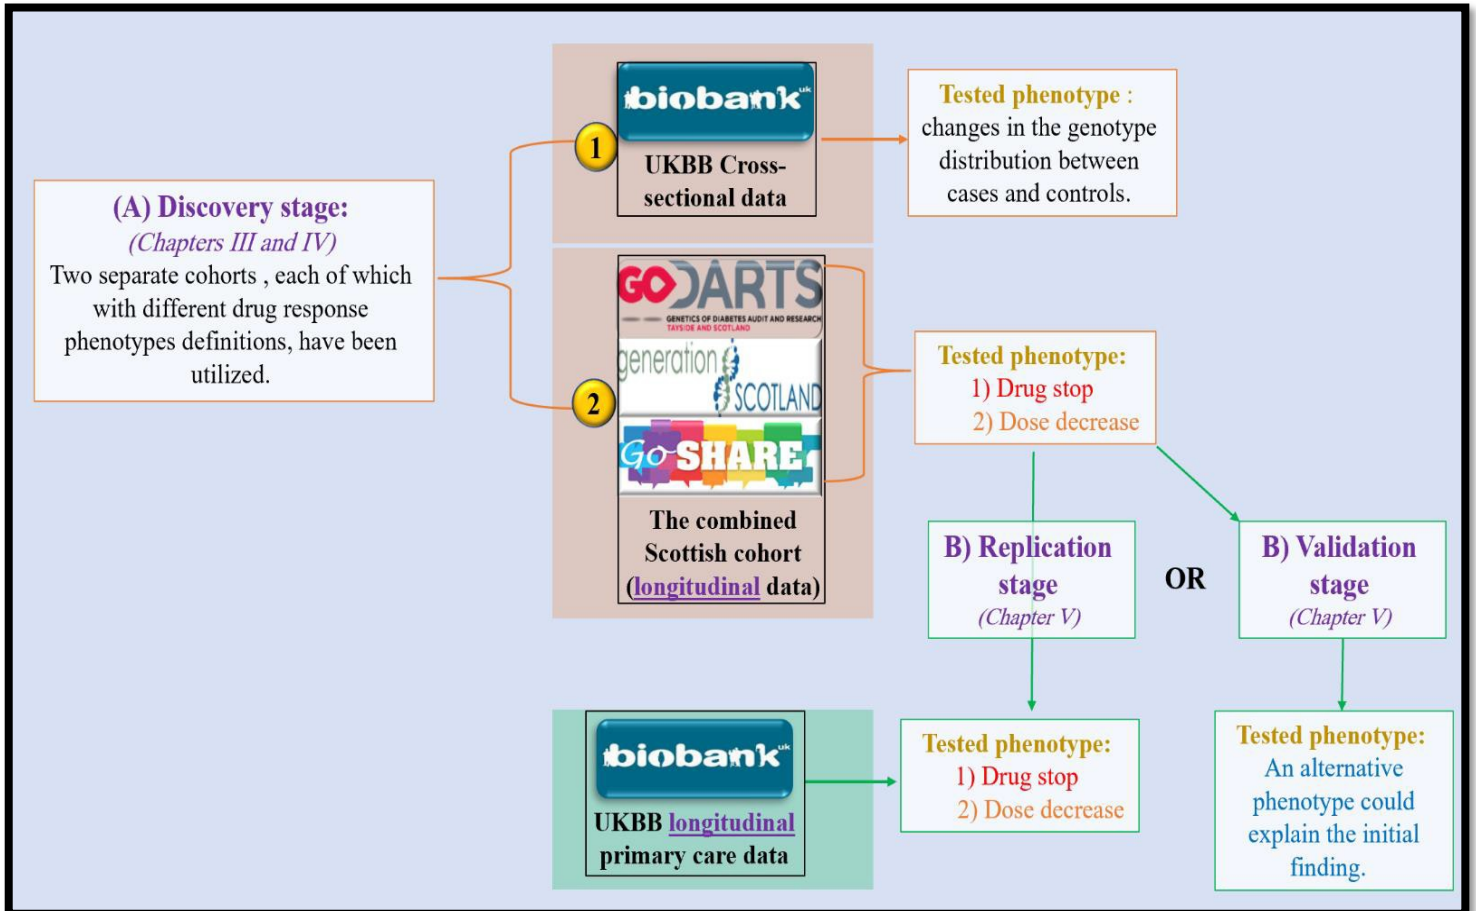 (A) Discovery stage:
(Chapters III and IV)
Two separate cohorts , each of which
with different drug response
phenotypes definitions, have been
utilized.
1
biobank uk
UKBB Cross-
sectional data
Tested phenotype :
changes in the genotype
distribution between
cases and controls.
2
GODARTS
GENETICS OF DIABETES AUDIT AND RESEARCH
TAYSIDE AND SCOTLAND
generation
SCOTLAND
Go SHARE
The combined
Scottish cohort
(longitudinal data)
Tested phenotype:
1) Drug stop
2) Dose decrease
B) Replication
stage
(Chapter V)
OR
B) Validation
stage
(Chapter V)
biobank uk
UKBB longitudinal
primary care data
Tested phenotype:
1) Drug stop
2) Dose decrease
Tested phenotype:
An alternative
phenotype could
explain the initial
finding.